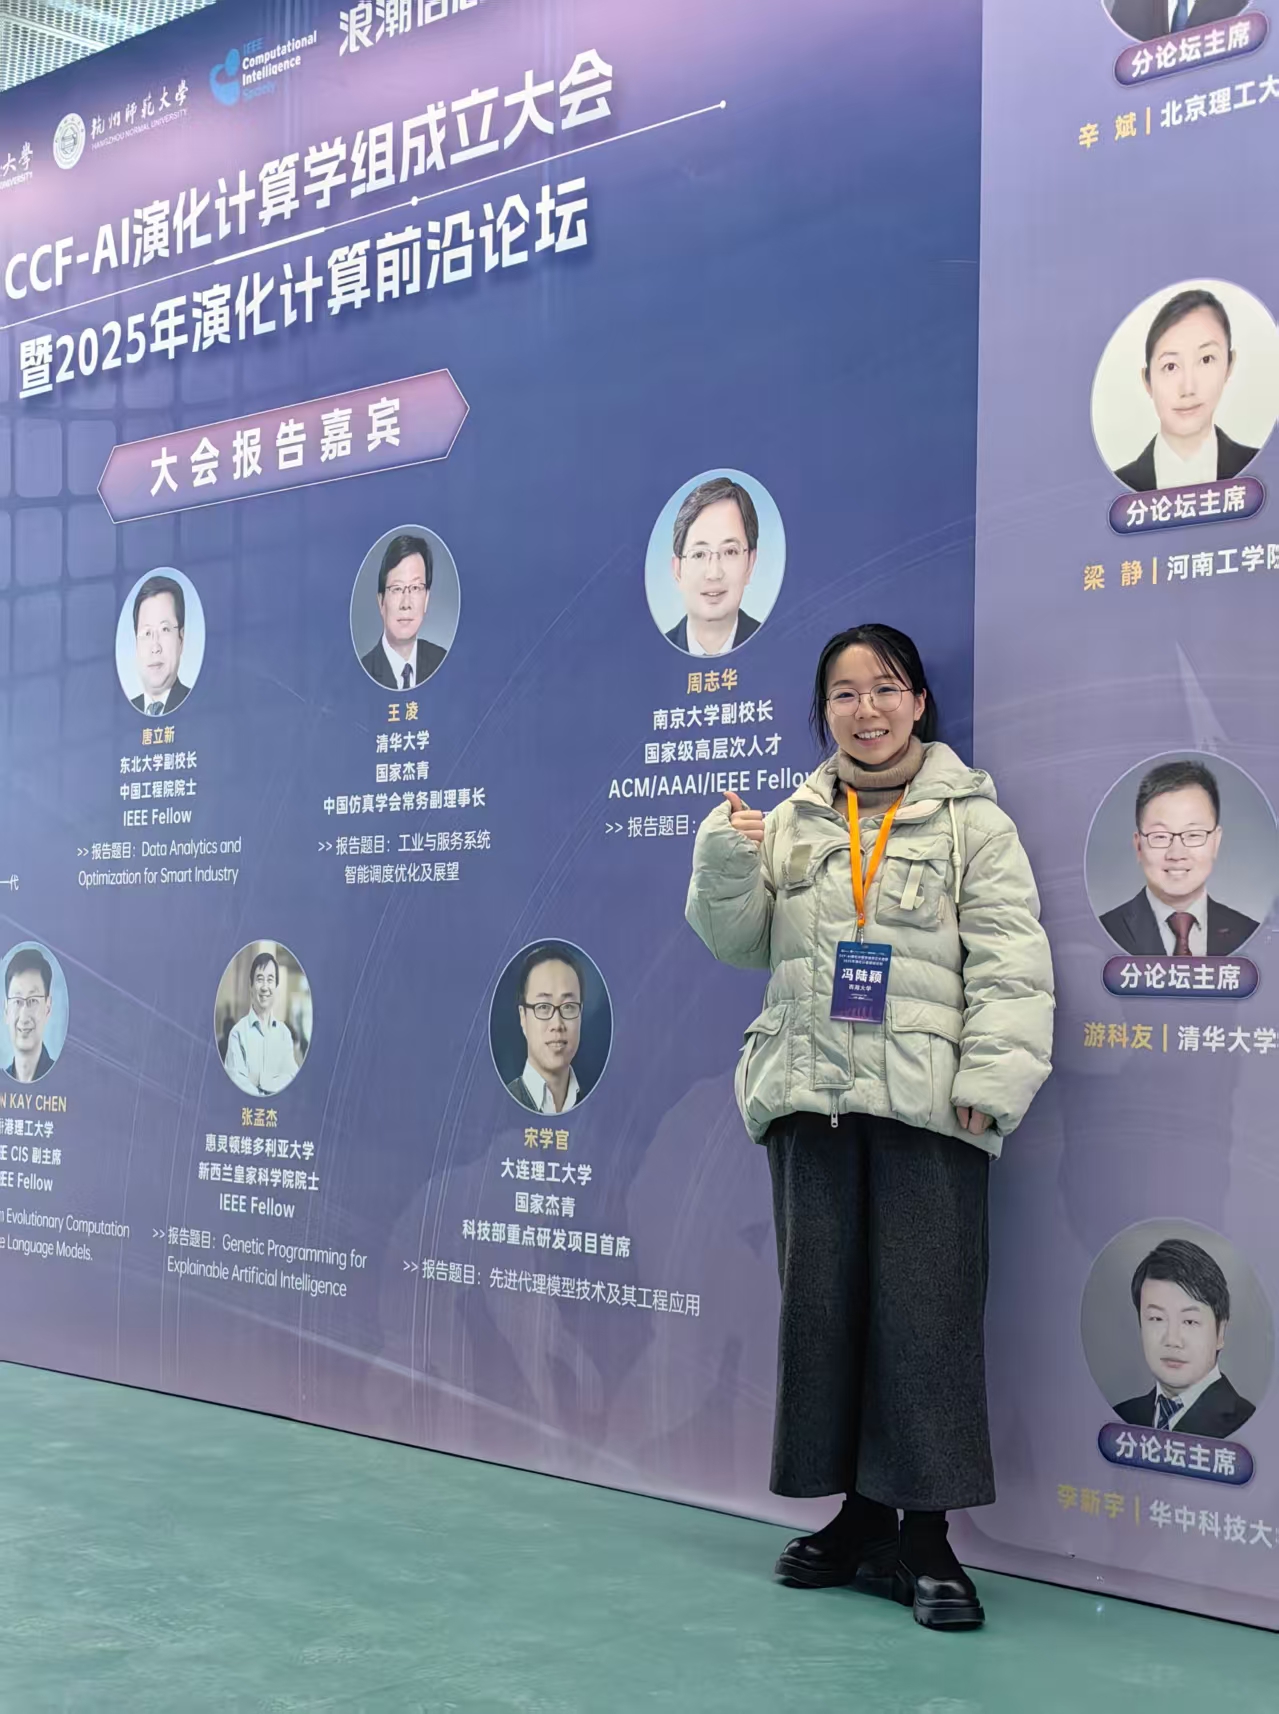 杭州师范大学
HANGZHOU NORMAL UNIVERSITY
IEEE
Computational
Intelligence
Society
浪潮信息
CCF-AI演化计算学组成立大会
暨2025年演化计算前沿论坛
大会报告嘉宾
唐立新
东北大学副校长
中国工程院院士
IEEE Fellow
>> 报告题目：Data Analytics and
Optimization for Smart Industry
王 凌
清华大学
国家杰青
中国仿真学会常务副理事长
>> 报告题目：工业与服务系统
智能调度优化及展望
周志华
南京大学副校长
国家级高层次人才
ACM/AAAI/IEEE Fellow
>> 报告题目：
一代
KAY CHEN
港理工大学
CIS 副主席
Fellow
Evolutionary Computation
Language Models.
张孟杰
惠灵顿维多利亚大学
新西兰皇家科学院院士
IEEE Fellow
>> 报告题目：Genetic Programming for
Explainable Artificial Intelligence
宋学官
大连理工大学
国家杰青
科技部重点研发项目首席
>> 报告题目：先进代理模型技术及其工程应用
冯陆颖
西湖大学
分论坛主席
辛 斌 | 北京理工大
分论坛主席
梁 静 | 河南工学院
分论坛主席
游科友 | 清华大学
分论坛主席
李新宇 | 华中科技大